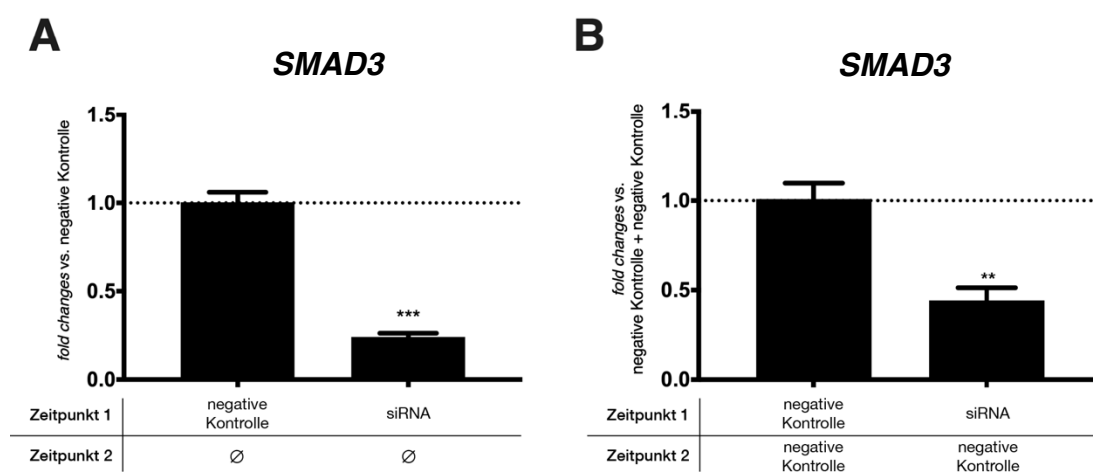 A
SMAD3
fold changes vs. negative Kontrolle
1.5
1.0
0.5
0.0
***
Zeitpunkt 1
negative
Kontrolle
siRNA
Zeitpunkt 2
∅
∅
B
SMAD3
fold changes vs.
negative Kontrolle + negative Kontrolle
1.5
1.0
0.5
0.0
**
Zeitpunkt 1
negative
Kontrolle
siRNA
Zeitpunkt 2
negative
Kontrolle
negative
Kontrolle